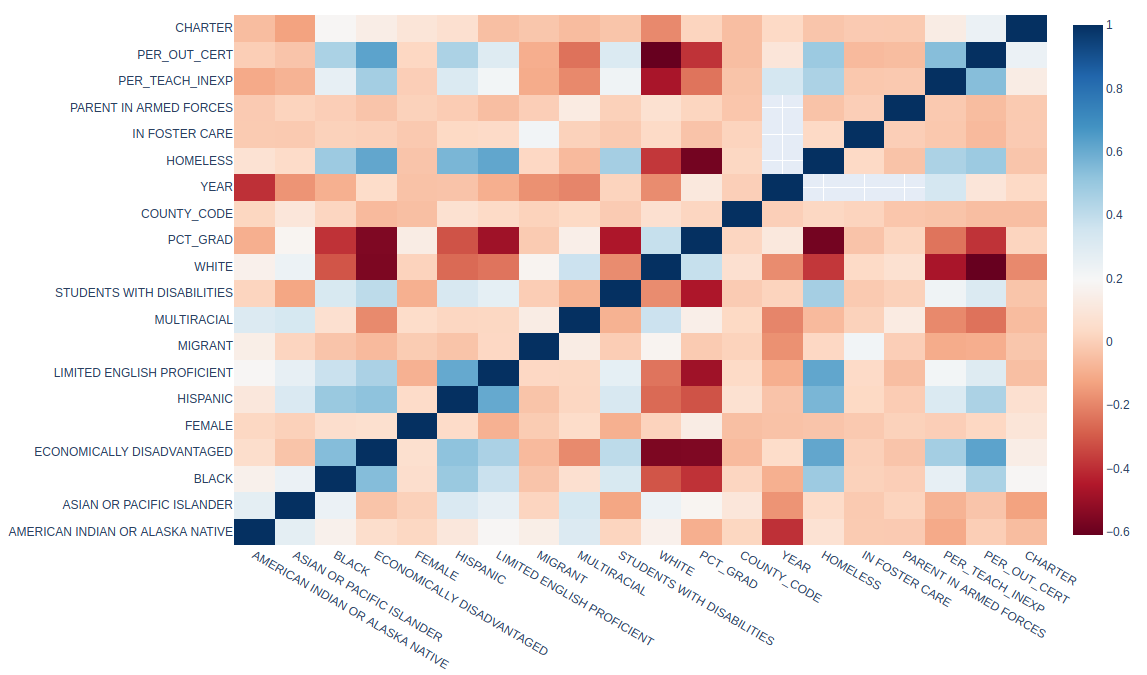 CHARTER
PER_OUT_CERT
PER_TEACH_INEXP
PARENT IN ARMED FORCES
IN FOSTER CARE
HOMELESS
YEAR
COUNTY_CODE
PCT_GRAD
WHITE
STUDENTS WITH DISABILITIES
MULTIRACIAL
MIGRANT
LIMITED ENGLISH PROFICIENT
HISPANIC
FEMALE
ECONOMICALLY DISADVANTAGED
BLACK
ASIAN OR PACIFIC ISLANDER
AMERICAN INDIAN OR ALASKA NATIVE
AMERICAN INDIAN OR ALASKA NATIVE
ASIAN OR PACIFIC ISLANDER
BLACK
ECONOMICALLY DISADVANTAGED
FEMALE
HISPANIC
LIMITED ENGLISH PROFICIENT
MIGRANT
MULTIRACIAL
STUDENTS WITH DISABILITIES
WHITE
PCT_GRAD
COUNTY_CODE
YEAR
HOMELESS
IN FOSTER CARE
PARENT IN ARMED FORCES
PER_TEACH_INEXP
PER_OUT_CERT
CHARTER
1
0.8
0.6
0.4
0.2
0
−0.2
−0.4
−0.6